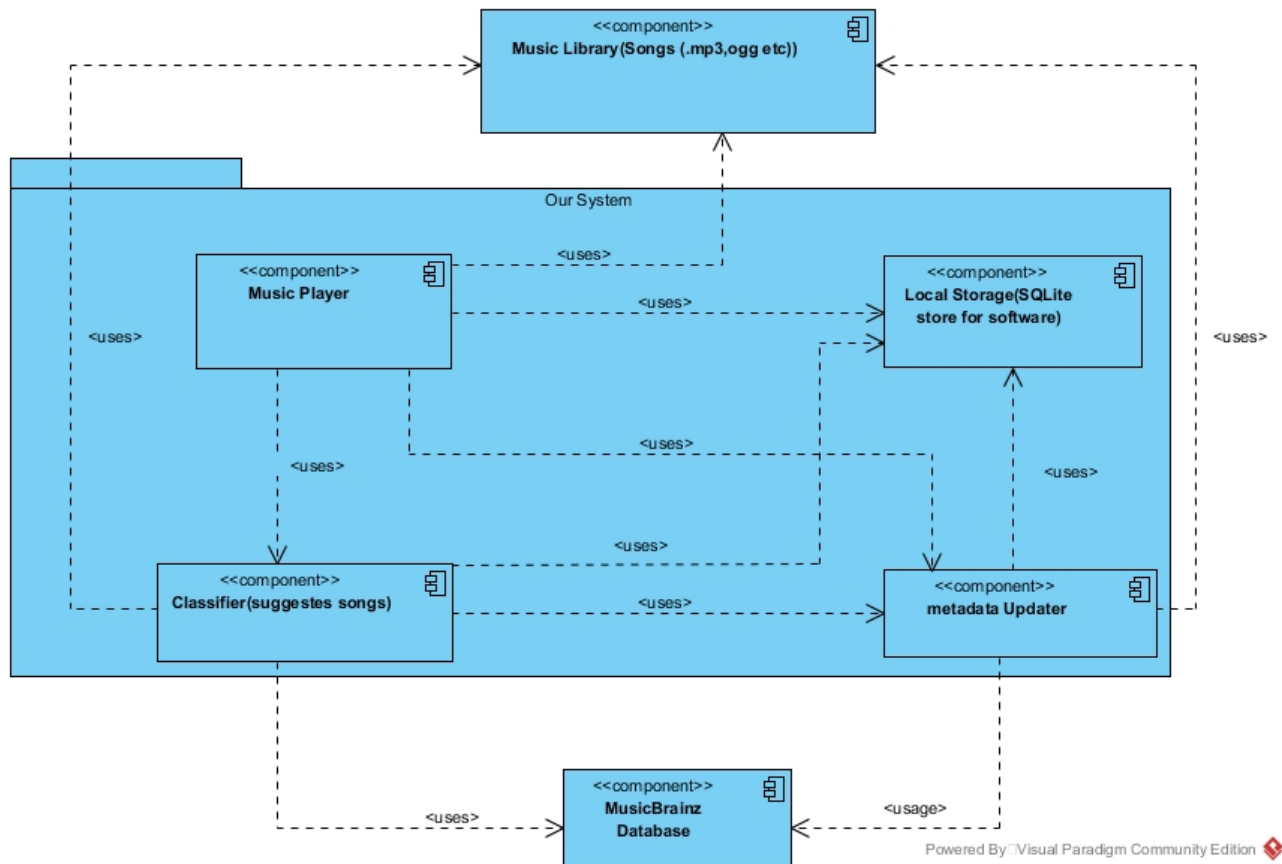 <<component>>
Music Library(Songs (.mp3,ogg etc))
Our System
<<component>>
Music Player
<uses>
<uses>
<<component>>
Local Storage(SQLite
store for software)
<uses>
<uses>
<uses>
<uses>
<uses>
<uses>
<<component>>
Classifier(suggestes songs)
<uses>
<<component>>
metadata Updater
<<component>>
MusicBrainz
Database
<uses>
<usage>
Powered By Visual Paradigm Community Edition